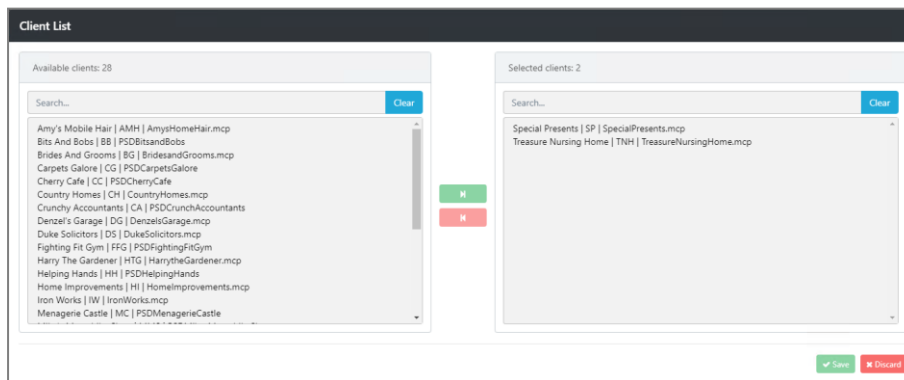 Client List
Available clients: 28
Search...
Clear
Amy's Mobile Hair | AMH | AmysHomeHair.mcp
Bits And Bobs | BB | PSDBitsandBobs
Brides And Grooms | BG | BridesandGrooms.mcp
Carpets Galore | CG | PSDCarpetsGalore
Cherry Cafe | CC | PSDCherryCafe
Country Homes | CH | CountryHomes.mcp
Crunchy Accountants | CA | PSDCrunchAccountants
Denzel's Garage | DG | DenzelsGarage.mcp
Duke Solicitors | DS | DukeSolicitors.mcp
Fighting Fit Gym | FFG | PSDFightingFitGym
Harry The Gardener | HTG | HarrytheGardener.mcp
Helping Hands | HH | PSDHelpingHands
Home Improvements | HI | HomeImprovements.mcp
Iron Works | IW | IronWorks.mcp
Menagerie Castle | MC | PSDMenagerieCastle
Selected clients: 2
Search...
Clear
Special Presents | SP | SpecialPresents.mcp
Treasure Nursing Home | TNH | TreasureNursingHome.mcp
Save
Discard